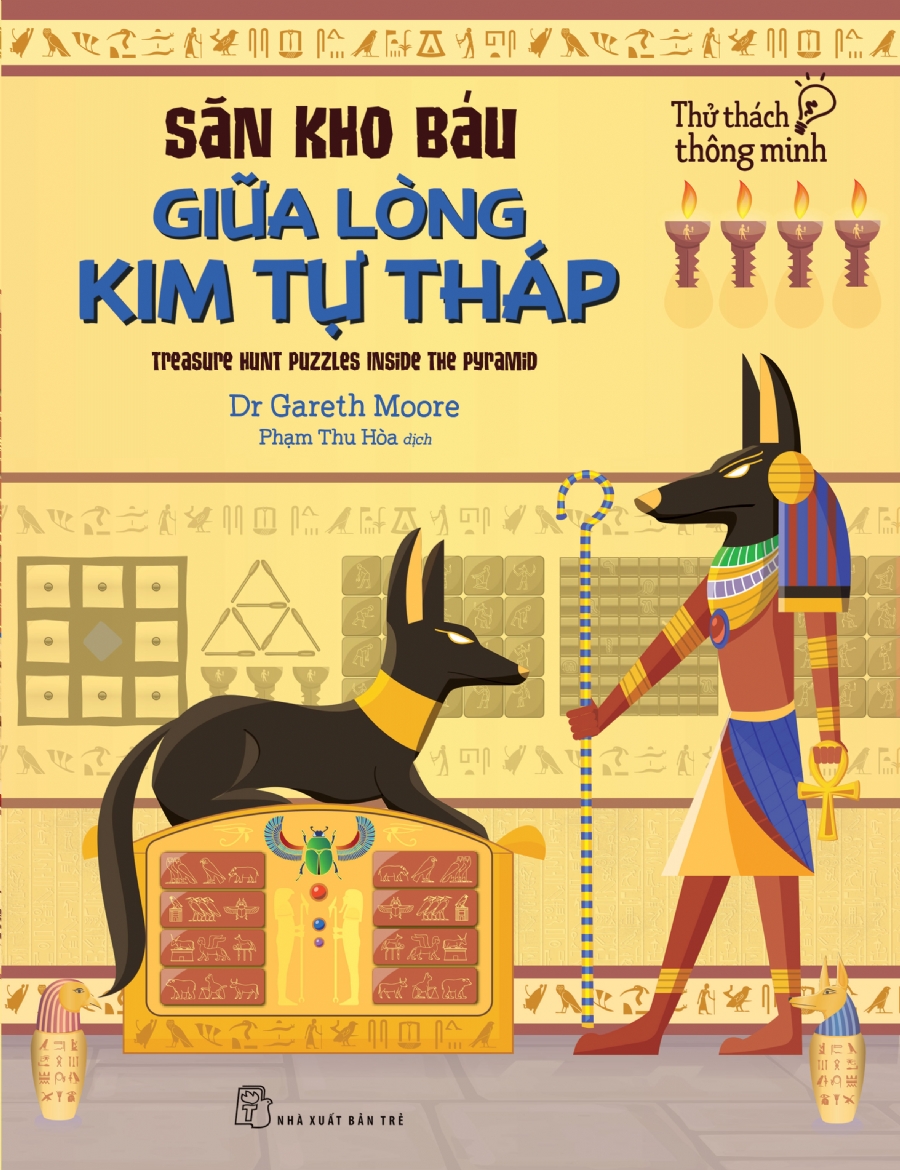 SĂN KHO BÁU
GIỮA LÒNG
KIM TỰ THÁP
TREASURE HUNT PUZZLES INSIDE THE PYRAMID
Dr Gareth Moore
Phạm Thu Hòa dịch
Thử thách
thông minh
NHÀ XUẤT BẢN TRẺ